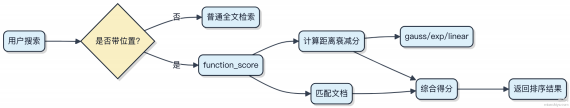 用户搜索
是否带位置?
否
普通全文检索
是
function_score
计算距离衰减分
gauss/exp/linear
匹配文档
综合得分
返回排序结果